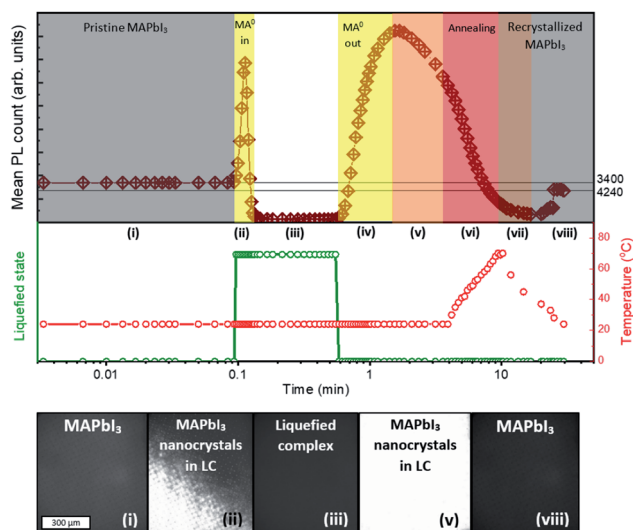 Pristine MAPbI₃
MA⁰
in
MA⁰
out
Annealing
Recrystallized
MAPbI₃
Mean PL count (arb. units)
3400
4240
(i)
(ii)
(iii)
(iv)
(v)
(vi)
(vii)
(viii)
Liquefied state
80
60
40
20
0
Temperature (⁰C)
0.01
0.1
1
10
Time (min)
MAPbI₃
(i)
300 µm
MAPbI₃
nanocrystals
in LC
(ii)
Liquefied
complex
(iii)
MAPbI₃
nanocrystals
in LC
(v)
MAPbI₃
(viii)